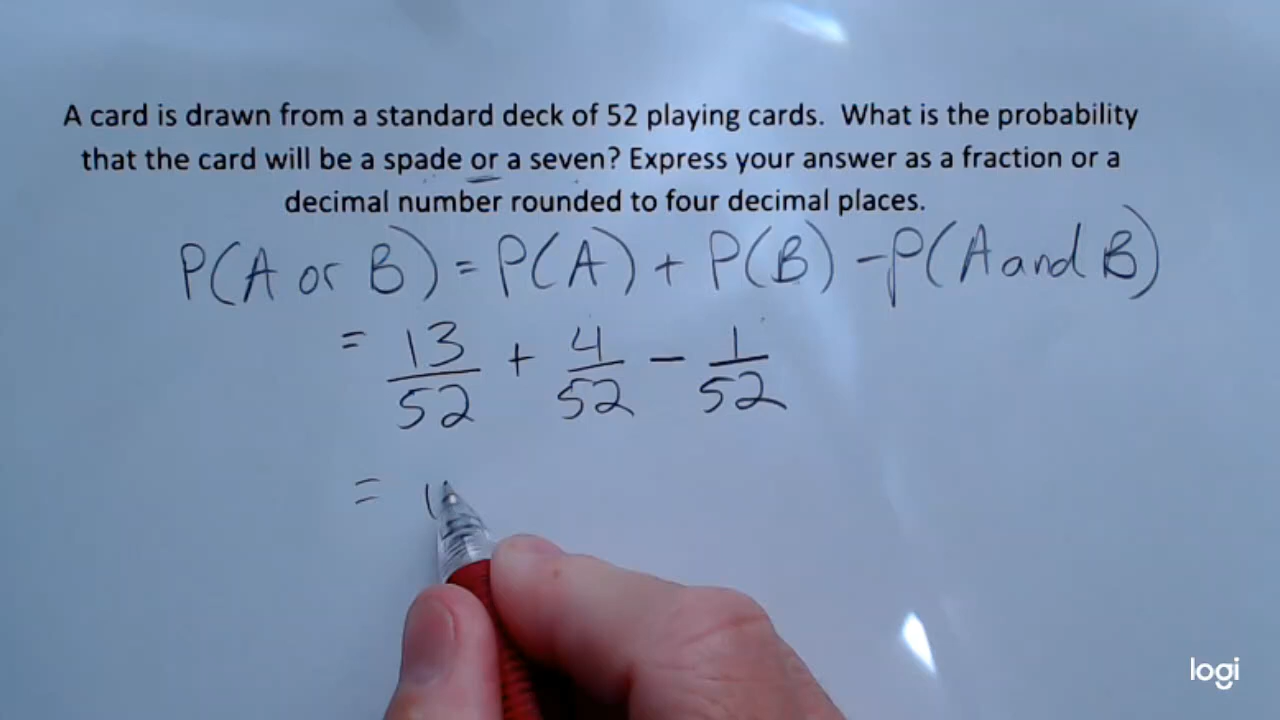 A card is drawn from a standard deck of 52 playing cards. What is the probability
that the card will be a spade or a seven? Express your answer as a fraction or a
decimal number rounded to four decimal places.
P(A or B) = P(A) + P(B) - P(A and B)
= 13/52 + 4/52 - 1/52
=
logi